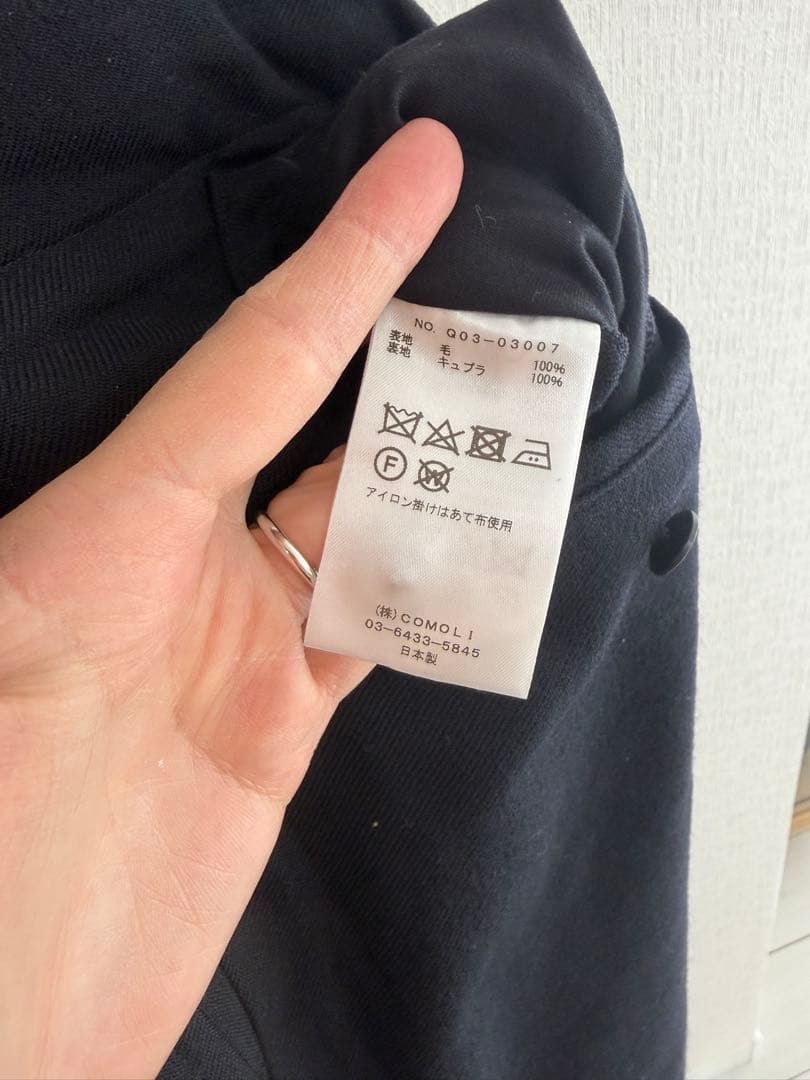 NO. Q03-03007
表地 毛 100%
裏地 キュプラ 100%
F W
アイロン掛けはあて布使用
(株)COMOLI
03-6433-5845
日本製